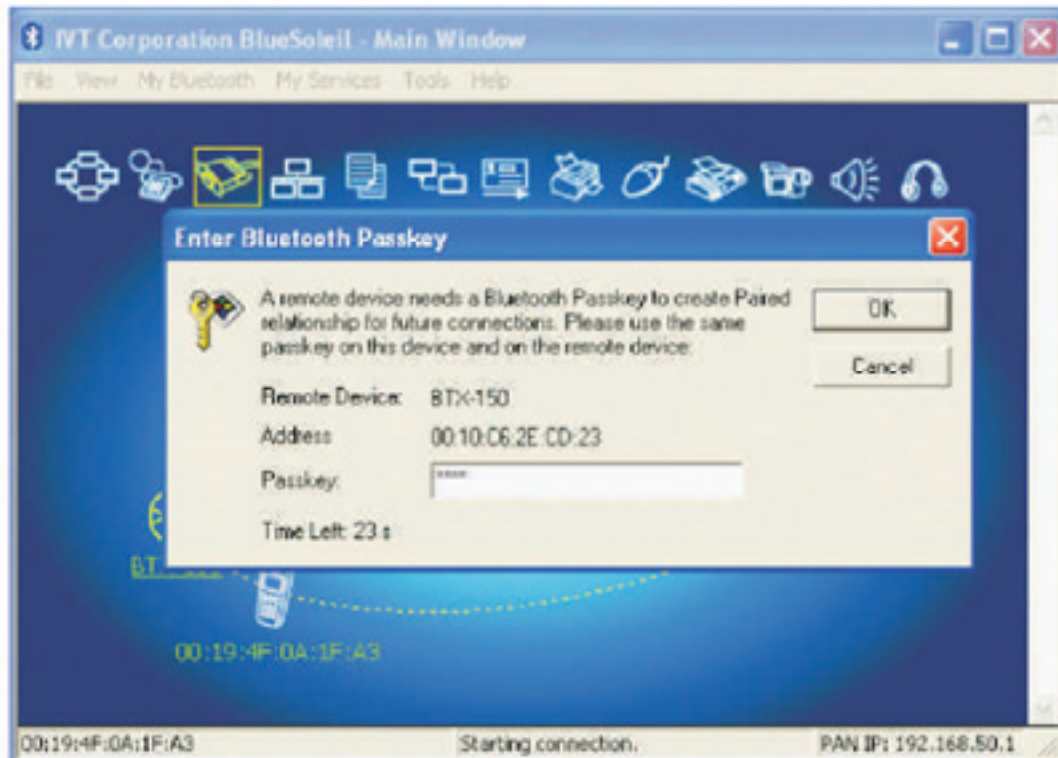 IVT Corporation BlueSoleil - Main Window
File View My Bluetooth My Services Tools Help
Enter Bluetooth Passkey
A remote device needs a Bluetooth Passkey to create Paired
relationship for future connections. Please use the same
passkey on this device and on the remote device:
OK
Cancel
Remote Device: BTX-150
Address 00:10:C6:2E:CD:23
Passkey: ****
Time Left: 23 s
00:19:4F:0A:1F:A3
00:19:4F:0A:1F:A3 Starting connection. PAN IP: 192.168.50.1